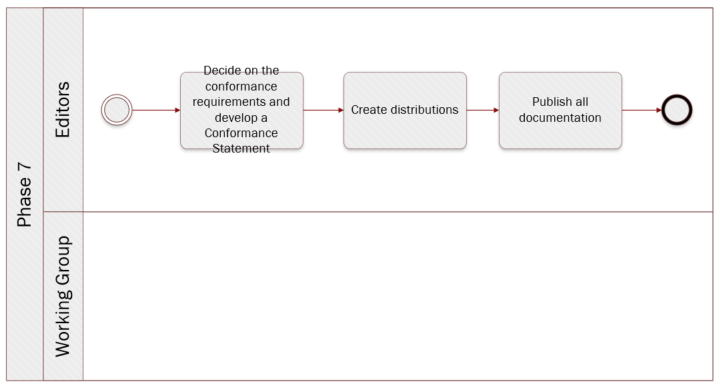 Phase 7
Editors
Decide on the
conformance
requirements and
develop a
Conformance
Statement
Create distributions
Publish all
documentation
Working Group